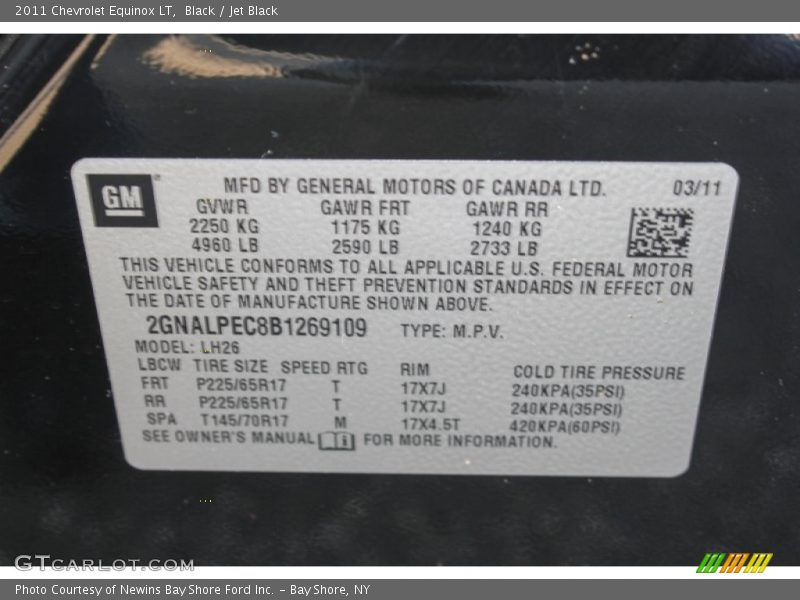 2011 Chevrolet Equinox LT, Black / Jet Black
GM
MFD BY GENERAL MOTORS OF CANADA LTD. 03/11
GVWR GAWR FRT GAWR RR
2250 KG 1175 KG 1240 KG
4960 LB 2590 LB 2733 LB
THIS VEHICLE CONFORMS TO ALL APPLICABLE U.S. FEDERAL MOTOR
VEHICLE SAFETY AND THEFT PREVENTION STANDARDS IN EFFECT ON
THE DATE OF MANUFACTURE SHOWN ABOVE.
2GNALPEC8B1269109 TYPE: M.P.V.
MODEL: LH26
LBCW TIRE SIZE SPEED RTG RIM COLD TIRE PRESSURE
FRT P225/65R17 T 17X7J 240KPA(35PSI)
RR P225/65R17 T 17X7J 240KPA(35PSI)
SPA T145/70R17 M 17X4.5T 420KPA(60PSI)
SEE OWNER'S MANUAL FOR MORE INFORMATION.
GTCARLOT.COM
Photo Courtesy of Newins Bay Shore Ford Inc. - Bay Shore, NY